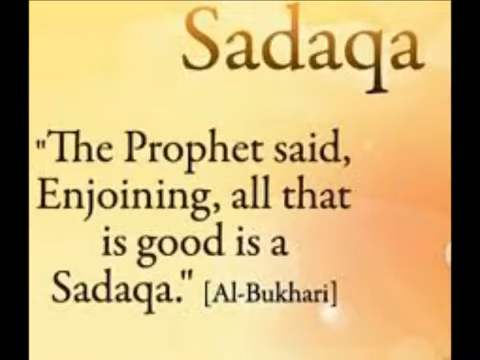 Sadaqa
"The Prophet said,
Enjoining, all that
is good is a
Sadaqa." [Al-Bukhari]